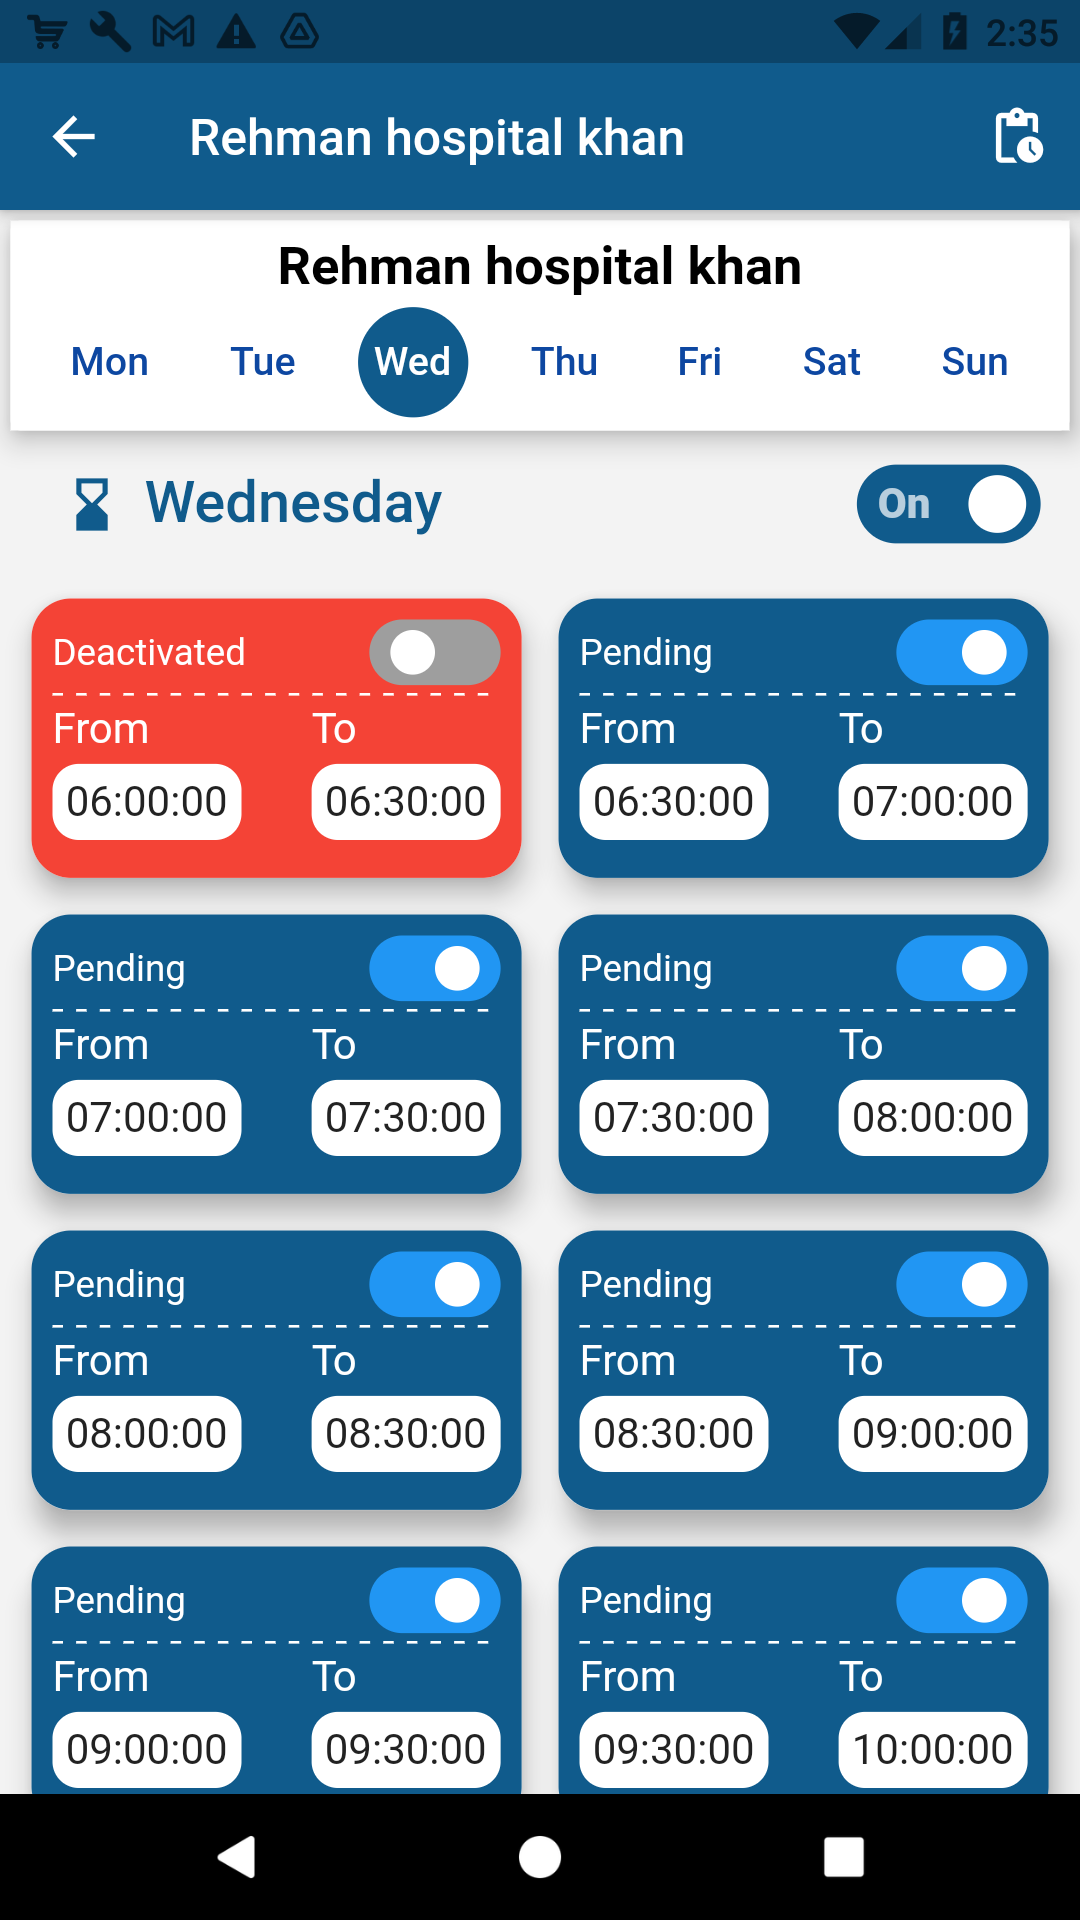 2:35
Rehman hospital khan
Rehman hospital khan
Mon Tue Wed Thu Fri Sat Sun
Wednesday On
Deactivated Pending
From To From To
06:00:00 06:30:00 06:30:00 07:00:00
Pending Pending
From To From To
07:00:00 07:30:00 07:30:00 08:00:00
Pending Pending
From To From To
08:00:00 08:30:00 08:30:00 09:00:00
Pending Pending
From To From To
09:00:00 09:30:00 09:30:00 10:00:00